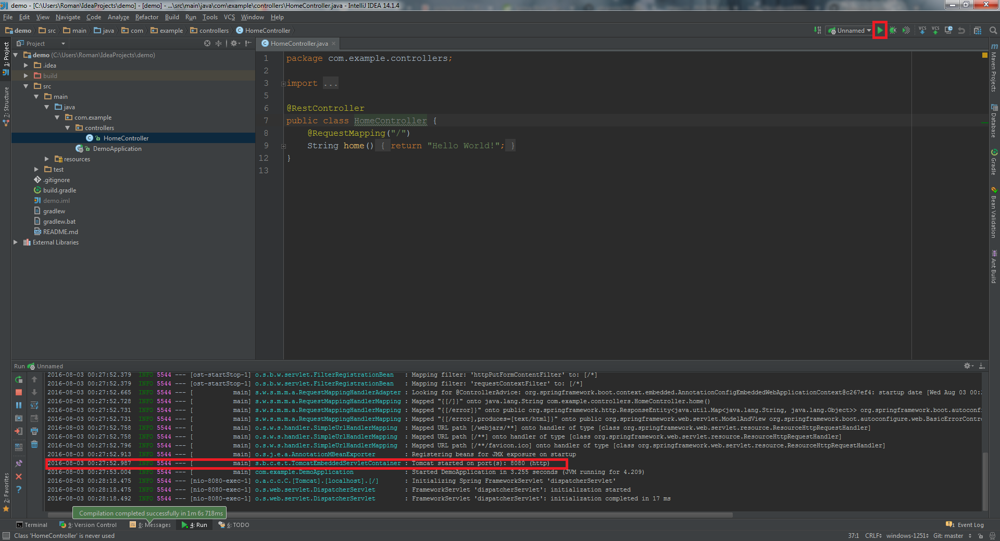 demo - [C:\Users\Roman\IdeaProjects\demo] - [demo] - ...\src\main\java\com\example\controllers\HomeController.java - IntelliJ IDEA 14.1.4
File Edit View Navigate Code Analyze Refactor Build Run Tools VCS Window Help
demo src main java com example controllers HomeController
Unnamed
VCS VCS
Project
HomeController.java
1: Project
7: Structure
2: Favorites
demo (C:\Users\Roman\IdeaProjects\demo)
.idea
build
src
main
java
com.example
controllers
HomeController
DemoApplication
resources
test
.gitignore
build.gradle
demo.iml
gradlew
gradlew.bat
README.md
External Libraries
1 package com.example.controllers;
2
3 import ...
5
6 @RestController
7 public class HomeController {
8 @RequestMapping("/")
9 String home() { return "Hello World!"; }
12 }
13
Maven Projects
Database
Gradle
Bean Validation
Ant Build
Run Unnamed
2016-08-03 00:27:52.379 INFO 5544 --- [ost-startStop-1] o.s.b.w.servlet.FilterRegistrationBean : Mapping filter: 'httpPutFormContentFilter' to: [/*]
2016-08-03 00:27:52.379 INFO 5544 --- [ost-startStop-1] o.s.b.w.servlet.FilterRegistrationBean : Mapping filter: 'requestContextFilter' to: [/*]
2016-08-03 00:27:52.665 INFO 5544 --- [ main] s.w.s.m.m.a.RequestMappingHandlerAdapter : Looking for @ControllerAdvice: org.springframework.boot.context.embedded.AnnotationConfigEmbeddedWebApplicationContext@c267ef4: startup date [Wed Aug 03 00:
2016-08-03 00:27:52.728 INFO 5544 --- [ main] s.w.s.m.m.a.RequestMappingHandlerMapping : Mapped "{[/]}" onto java.lang.String com.example.controllers.HomeController.home()
2016-08-03 00:27:52.731 INFO 5544 --- [ main] s.w.s.m.m.a.RequestMappingHandlerMapping : Mapped "{[/error]}" onto public org.springframework.http.ResponseEntity<java.util.Map<java.lang.String, java.lang.Object>> org.springframework.boot.autoconfi
2016-08-03 00:27:52.731 INFO 5544 --- [ main] s.w.s.m.m.a.RequestMappingHandlerMapping : Mapped "{[/error],produces=[text/html]}" onto public org.springframework.web.servlet.ModelAndView org.springframework.boot.autoconfigure.web.BasicErrorContr
2016-08-03 00:27:52.758 INFO 5544 --- [ main] o.s.w.s.handler.SimpleUrlHandlerMapping : Mapped URL path [/webjars/**] onto handler of type [class org.springframework.web.servlet.resource.ResourceHttpRequestHandler]
2016-08-03 00:27:52.758 INFO 5544 --- [ main] o.s.w.s.handler.SimpleUrlHandlerMapping : Mapped URL path [/**] onto handler of type [class org.springframework.web.servlet.resource.ResourceHttpRequestHandler]
2016-08-03 00:27:52.796 INFO 5544 --- [ main] o.s.w.s.handler.SimpleUrlHandlerMapping : Mapped URL path [/**/favicon.ico] onto handler of type [class org.springframework.web.servlet.resource.ResourceHttpRequestHandler]
2016-08-03 00:27:52.913 INFO 5544 --- [ main] o.s.j.e.a.AnnotationMBeanExporter : Registering beans for JMX exposure on startup
2016-08-03 00:27:52.987 INFO 5544 --- [ main] s.b.c.e.t.TomcatEmbeddedServletContainer : Tomcat started on port(s): 8080 (http)
2016-08-03 00:27:53.004 INFO 5544 --- [ main] com.example.DemoApplication : Started DemoApplication in 3.255 seconds (JVM running for 4.209)
2016-08-03 00:28:18.475 INFO 5544 --- [nio-8080-exec-1] o.a.c.c.C.[Tomcat].[localhost].[/] : Initializing Spring FrameworkServlet 'dispatcherServlet'
2016-08-03 00:28:18.475 INFO 5544 --- [nio-8080-exec-1] o.s.web.servlet.DispatcherServlet : FrameworkServlet 'dispatcherServlet': initialization started
2016-08-03 00:28:18.492 INFO 5544 --- [nio-8080-exec-1] o.s.web.servlet.DispatcherServlet : FrameworkServlet 'dispatcherServlet': initialization completed in 17 ms
Compilation completed successfully in 1m 6s 718ms
Terminal 9: Version Control 0: Messages 4: Run 6: TODO 1 Event Log
Class 'HomeController' is never used 37:1 CRLF windows-1251 Git: master